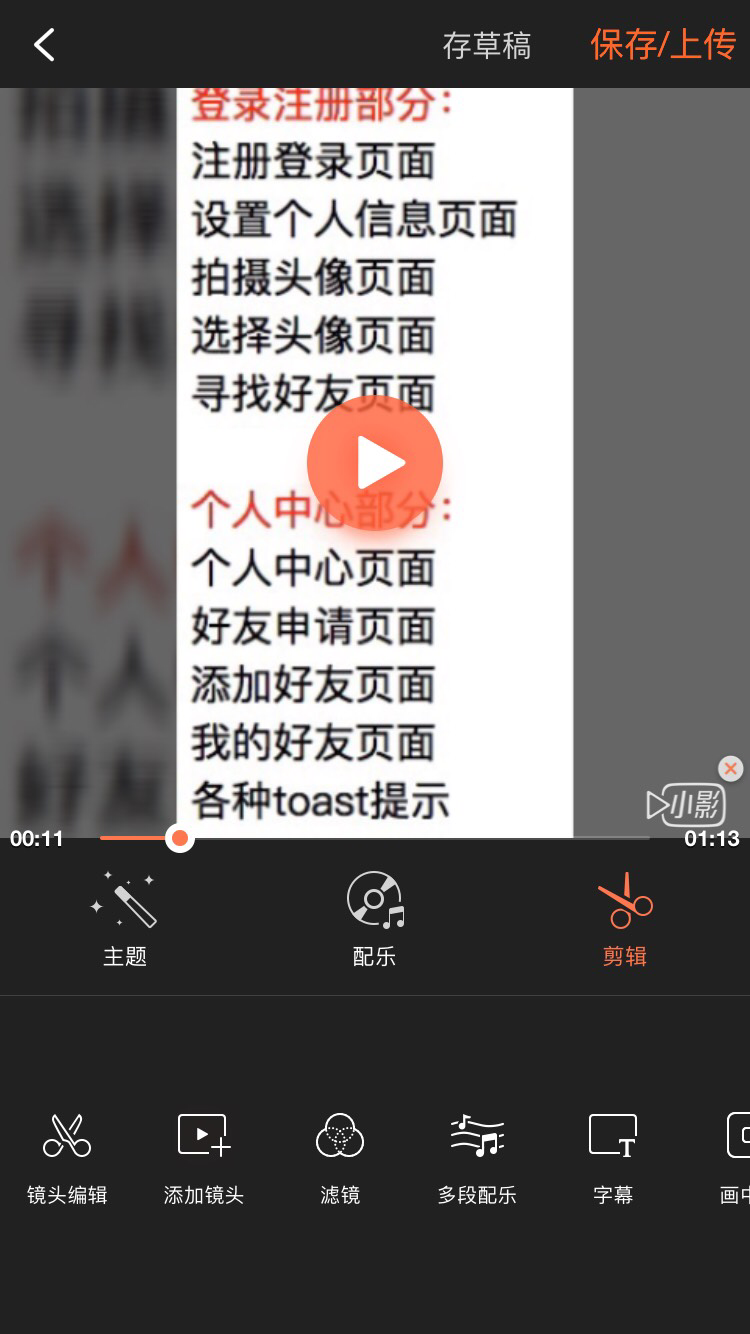 存草稿 保存/上传
登录注册部分：
注册登录页面
设置个人信息页面
拍摄头像页面
选择头像页面
寻找好友页面
个人中心部分：
个人中心页面
好友申请页面
添加好友页面
我的好友页面
各种toast提示
小影
00:11 01:13
主题 配乐 剪辑
镜头编辑 添加镜头 滤镜 多段配乐 字幕 画中